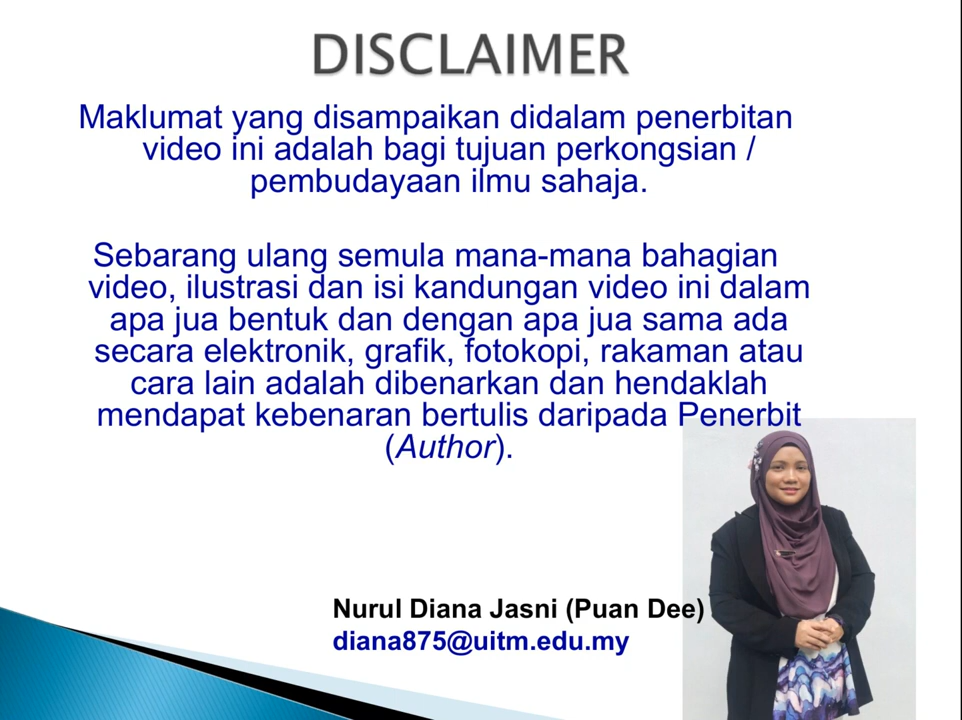 DISCLAIMER
Maklumat yang disampaikan didalam penerbitan
video ini adalah bagi tujuan perkongsian /
pembudayaan ilmu sahaja.
Sebarang ulang semula mana-mana bahagian
video, ilustrasi dan isi kandungan video ini dalam
apa jua bentuk dan dengan apa jua sama ada
secara elektronik, grafik, fotokopi, rakaman atau
cara lain adalah dibenarkan dan hendaklah
mendapat kebenaran bertulis daripada Penerbit
(Author).
Nurul Diana Jasni (Puan Dee)
diana875@uitm.edu.my